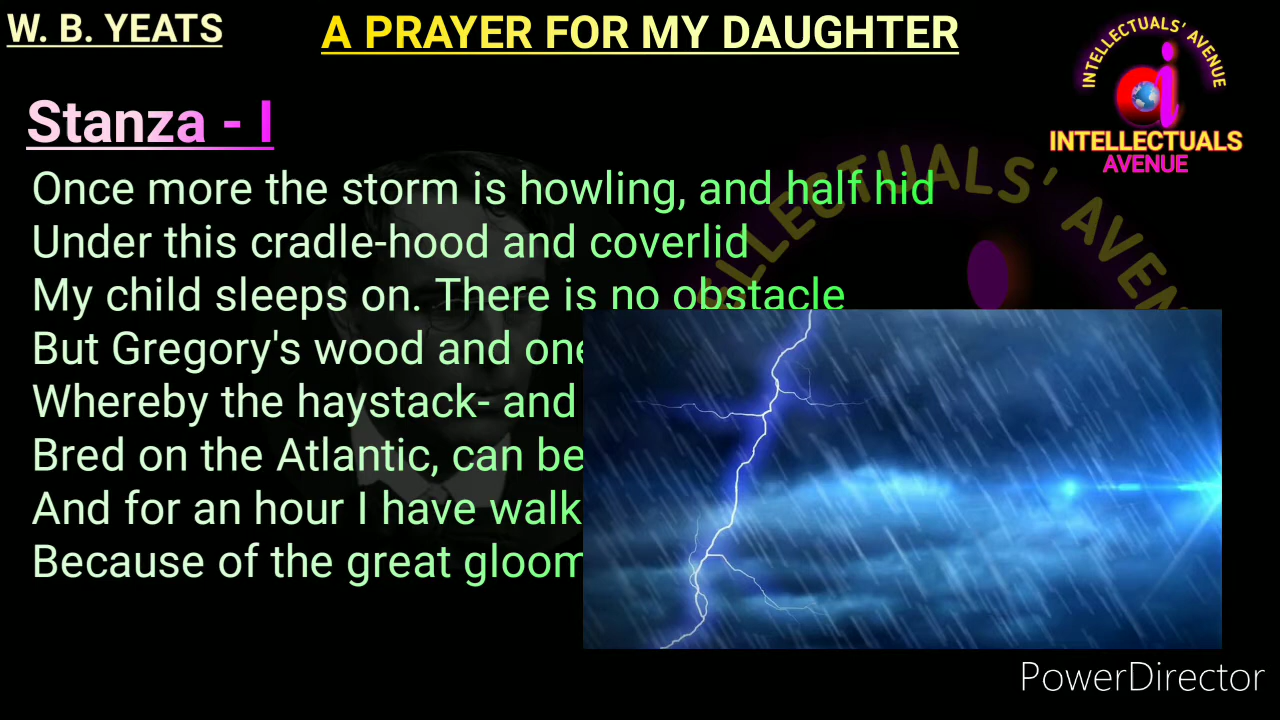 W. B. YEATS
A PRAYER FOR MY DAUGHTER
INTELLECTUALS' AVENUE
INTELLECTUALS
AVENUE
Stanza - I
Once more the storm is howling, and half hid
Under this cradle-hood and coverlid
My child sleeps on. There is no obstacle
But Gregory's wood and one
Whereby the haystack- and
Bred on the Atlantic, can be
And for an hour I have walk
Because of the great gloom
PowerDirector